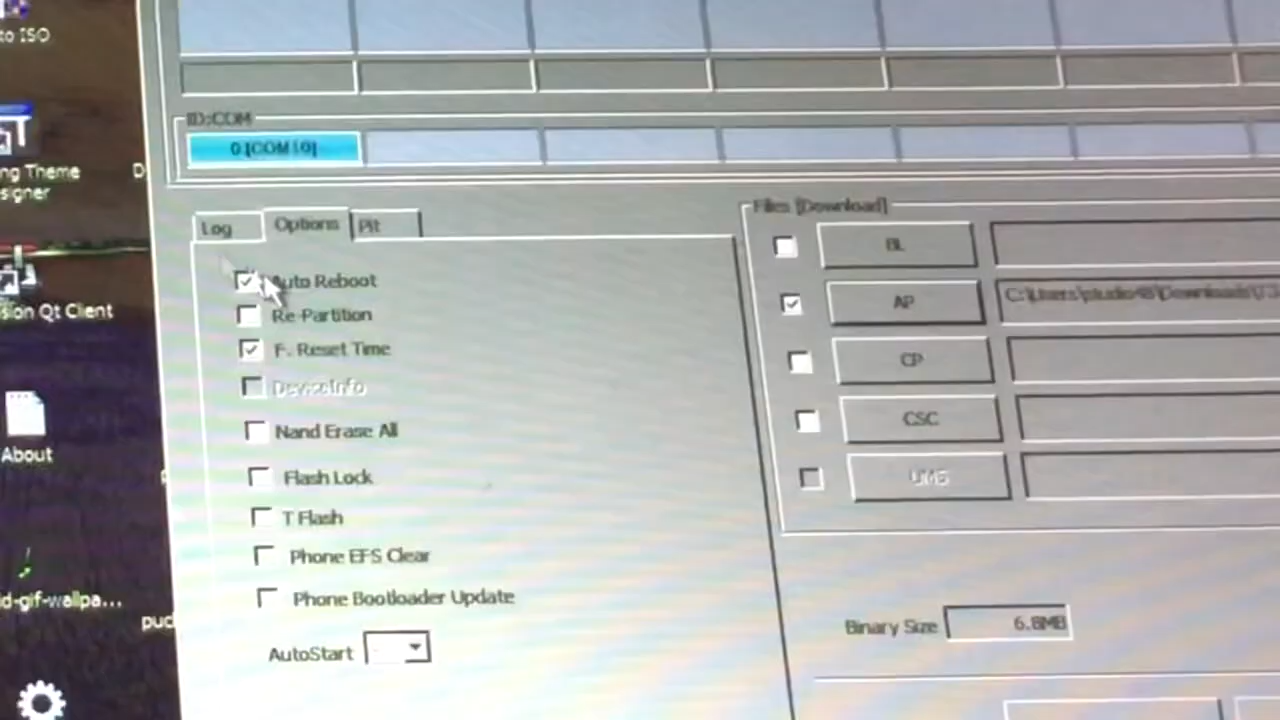 to ISO
ID:COM
0:[COM10]
ng Theme
D
signer
Log
Options
Pit
Files [Download]
BL
Auto Reboot
AP
Re-Partition
sion Qt Client
F. Reset Time
CP
DeviceInfo
Nand Erase All
CSC
About
Flash Lock
UMS
T Flash
Phone EFS Clear
d-gif-wallpa...
Phone Bootloader Update
puc
Binary Size
6.8MB
AutoStart